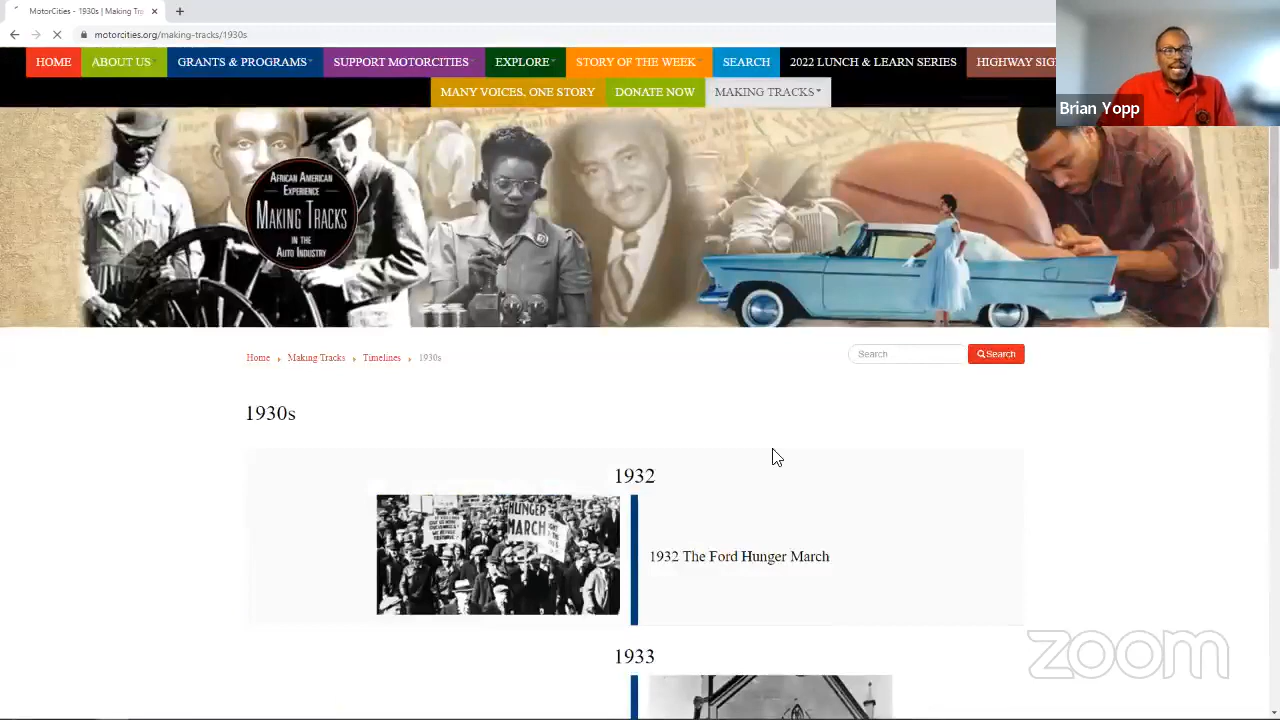 MotorCities - 1930s | Making Tra
motorcities.org/making-tracks/1930s
HOME ABOUT US GRANTS & PROGRAMS SUPPORT MOTORCITIES EXPLORE STORY OF THE WEEK SEARCH 2022 LUNCH & LEARN SERIES HIGHWAY SIG
MANY VOICES, ONE STORY DONATE NOW MAKING TRACKS
Brian Yopp
AFRICAN AMERICAN
EXPERIENCE
MAKING TRACKS
IN THE
AUTO INDUSTRY
Home Making Tracks Timelines 1930s
Search Search
1930s
1932
HUNGER
MARCH
1932 The Ford Hunger March
1933
zoom